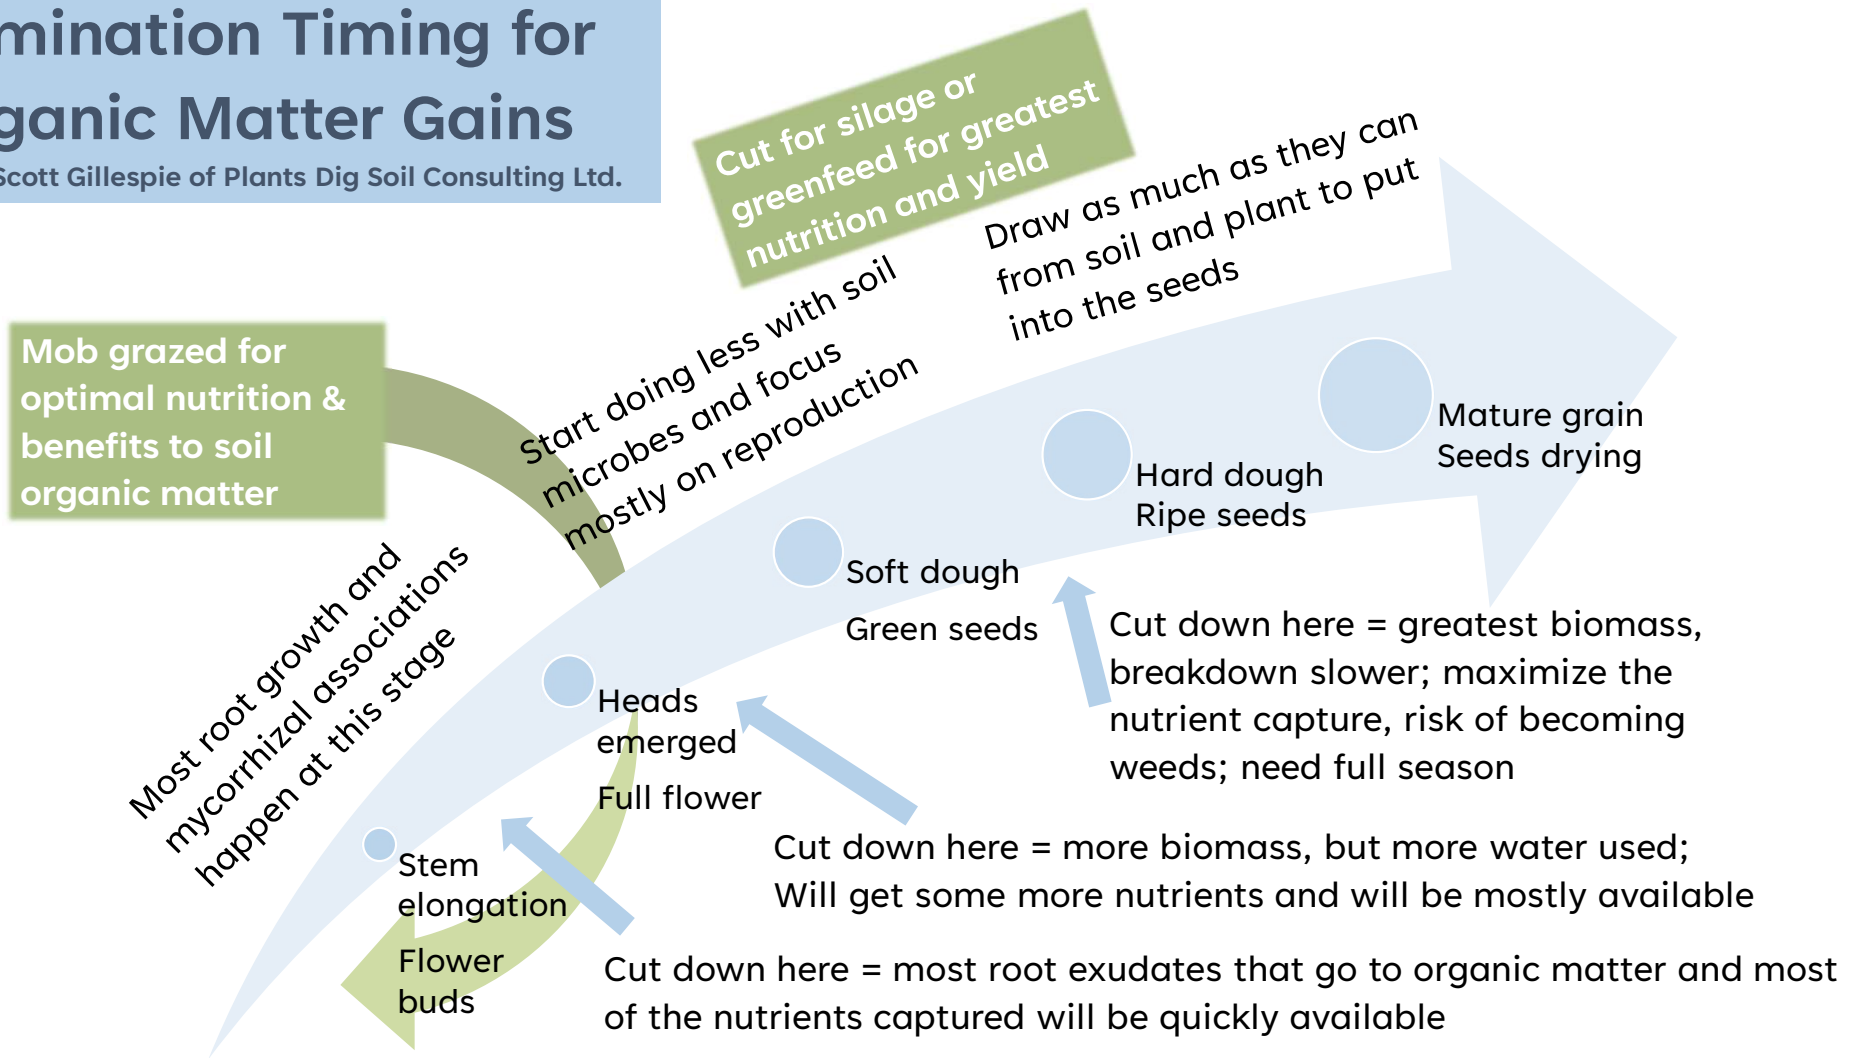 mination Timing for
ganic Matter Gains
Scott Gillespie of Plants Dig Soil Consulting Ltd.
Cut for silage or
greenfeed for greatest
nutrition and yield
Draw as much as they can
from soil and plant to put
into the seeds
Start doing less with soil
microbes and focus
mostly on reproduction
Mob grazed for
optimal nutrition &
benefits to soil
organic matter
Most root growth and
mycorrhizal associations
happen at this stage
Mature grain
Seeds drying
Hard dough
Ripe seeds
Soft dough
Green seeds
Heads
emerged
Full flower
Stem
elongation
Flower
buds
Cut down here = greatest biomass,
breakdown slower; maximize the
nutrient capture, risk of becoming
weeds; need full season
Cut down here = more biomass, but more water used;
Will get some more nutrients and will be mostly available
Cut down here = most root exudates that go to organic matter and most
of the nutrients captured will be quickly available